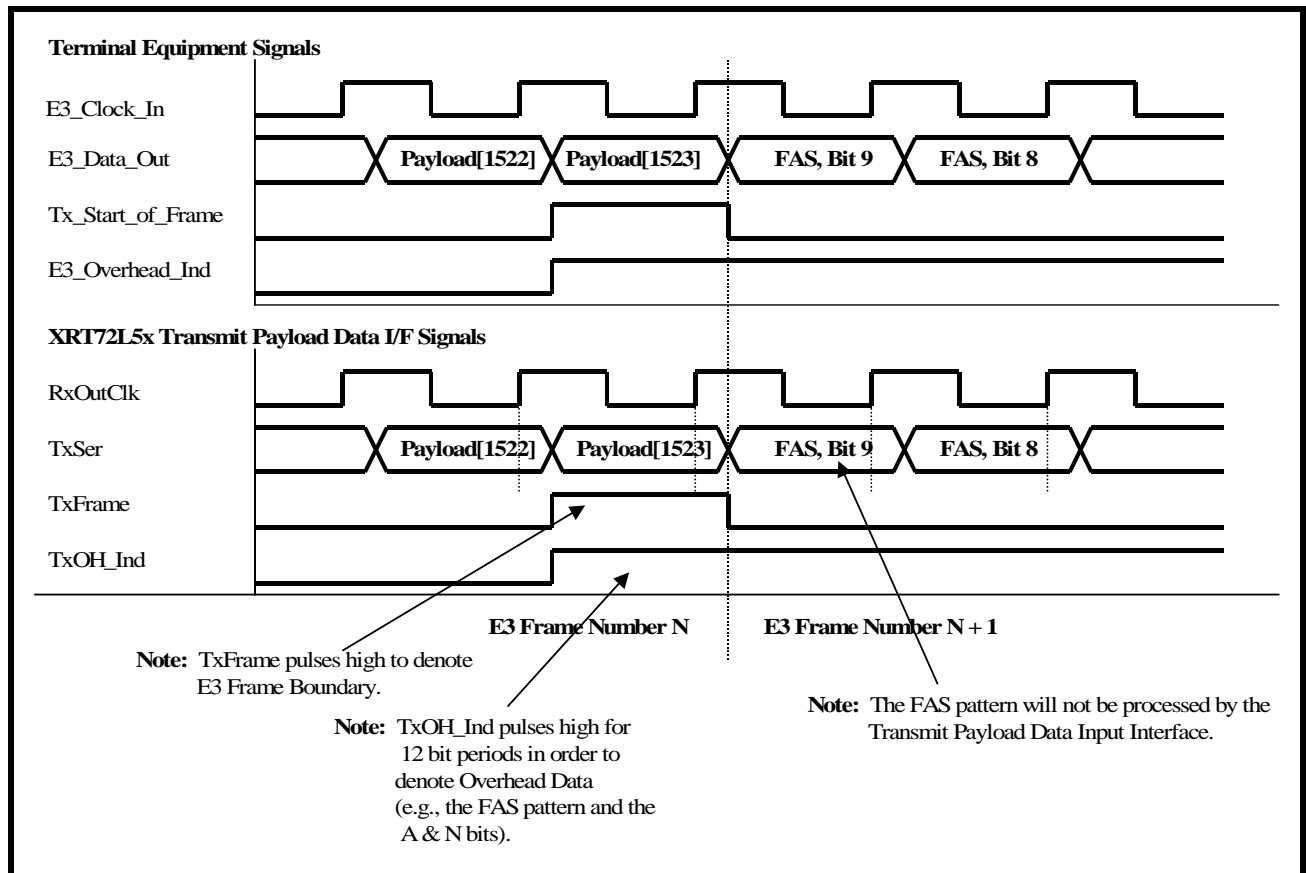 Terminal Equipment Signals
E3_Clock_In
E3_Data_Out
Payload[1522] Payload[1523] FAS, Bit 9 FAS, Bit 8
Tx_Start_of_Frame
E3_Overhead_Ind
XRT72L5x Transmit Payload Data I/F Signals
RxOutClk
TxSer
Payload[1522] Payload[1523] FAS, Bit 9 FAS, Bit 8
TxFrame
TxOH_Ind
E3 Frame Number N E3 Frame Number N + 1
Note: TxFrame pulses high to denote
E3 Frame Boundary.
Note: TxOH_Ind pulses high for
12 bit periods in order to
denote Overhead Data
(e.g., the FAS pattern and the
A & N bits).
Note: The FAS pattern will not be processed by the
Transmit Payload Data Input Interface.